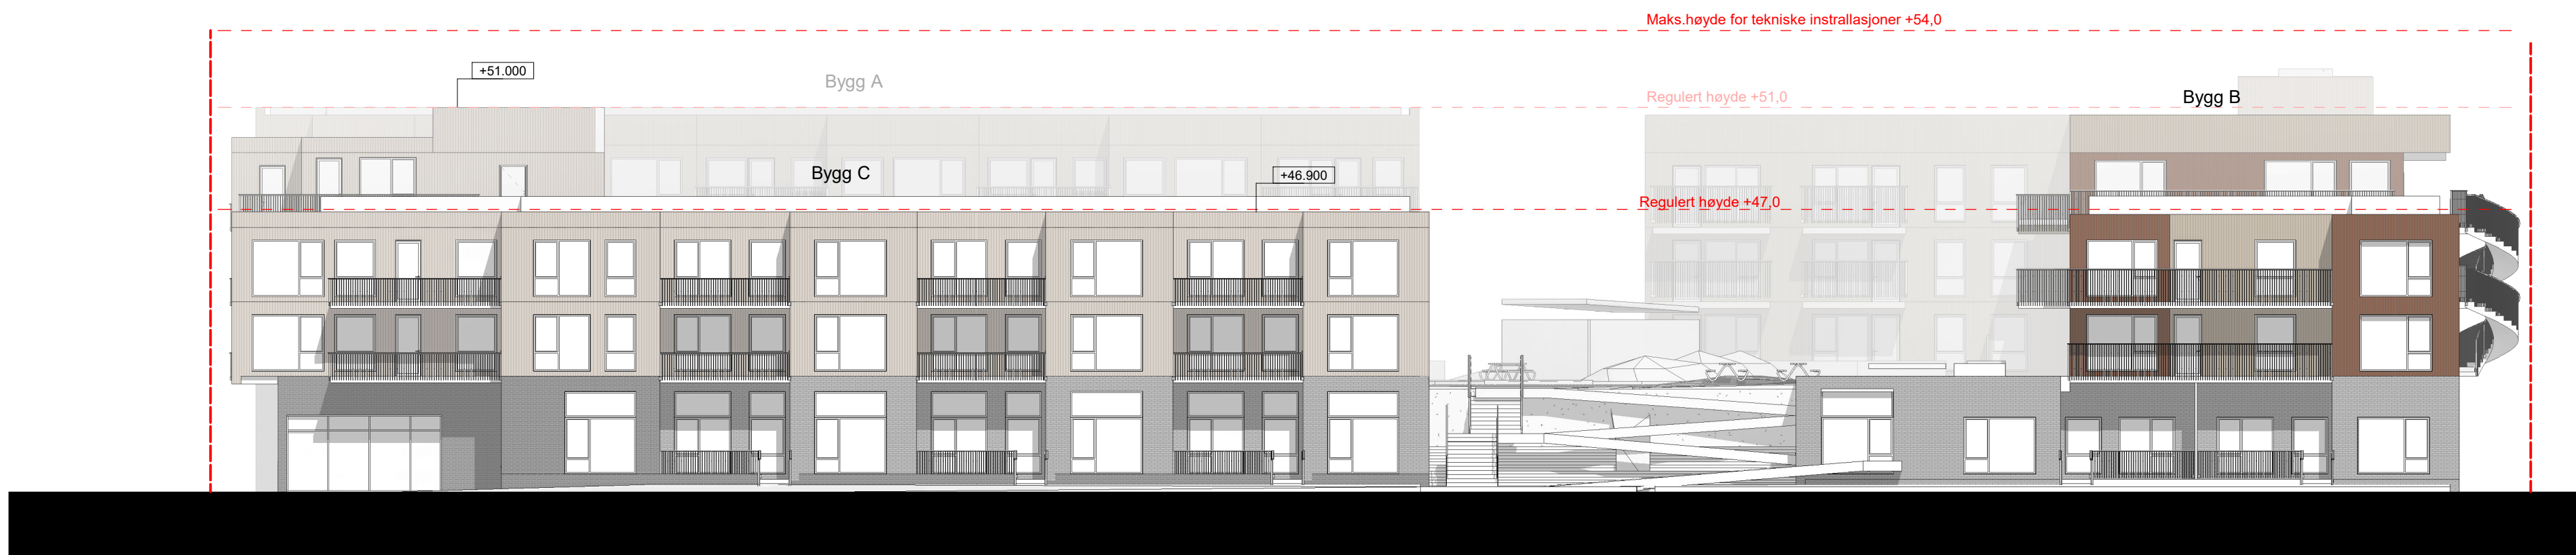 Maks.høyde for tekniske instrallasjoner +54,0
+51.000
Bygg A
Regulert høyde +51,0
Bygg B
Bygg C
+46.900
Regulert høyde +47,0